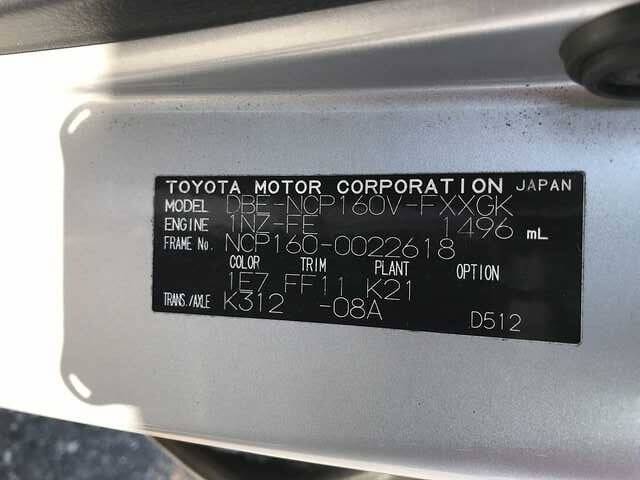 TOYOTA MOTOR CORPORATION JAPAN
MODEL DBE-NCP160V-FXXGK
ENGINE 1NZ-FE 1496 mL
FRAME No. NCP160-0022618
COLOR TRIM PLANT OPTION
1E7 FF11 K21
TRANS./AXLE K312 -08A
D512